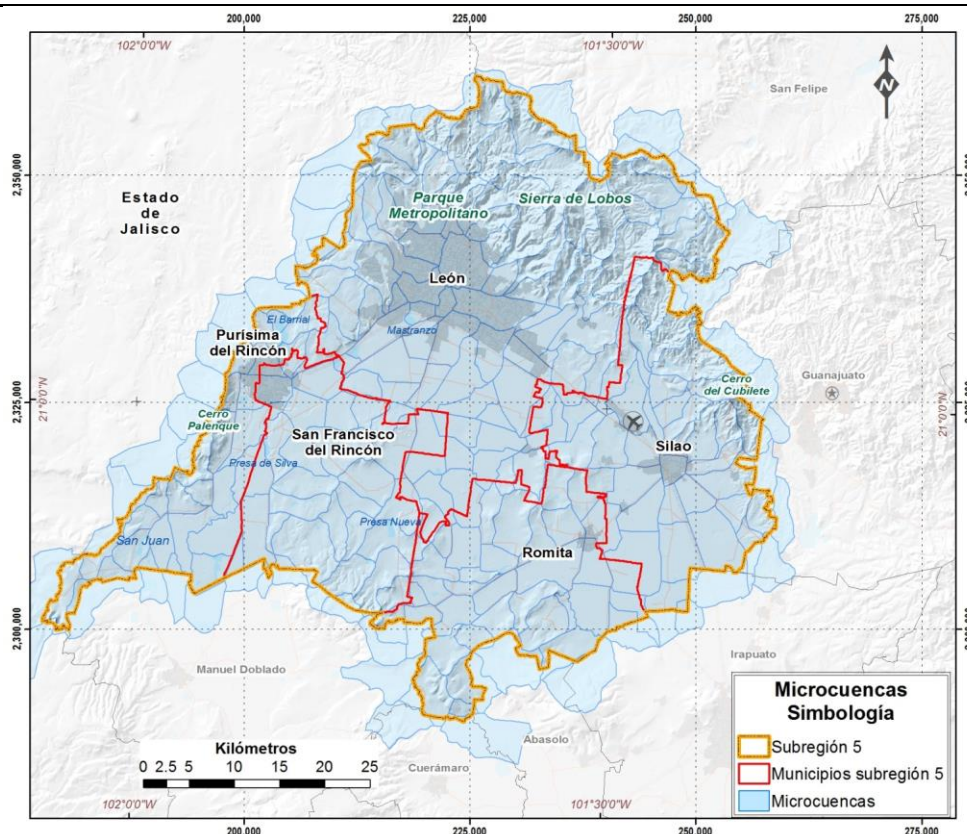 200,000
225,000
250,000
275,000
102°0'0"W
101°30'0"W
San Felipe
N
2,350,000
Estado
de
Jalisco
Parque
Metropolitano
Sierra de Lobos
León
El Barrial
Mastranzo
Purísima
del Rincón
Guanajuato
Cerro
del Cubilete
21°0'0"N
2,325,000
21°0'0"N
Cerro
Palenque
San Francisco
del Rincón
Silao
Presa de Silva
Presa Nueva
San Juan
Romita
2,300,000
Manuel Doblado
Irapuato
Abasolo
Cuerámaro
Kilómetros
0 2.5 5 10 15 20 25
Microcuencas
Simbología
Subregión 5
Municipios subregión 5
Microcuencas
102°0'0"W
101°30'0"W
200,000
225,000
250,000
275,000